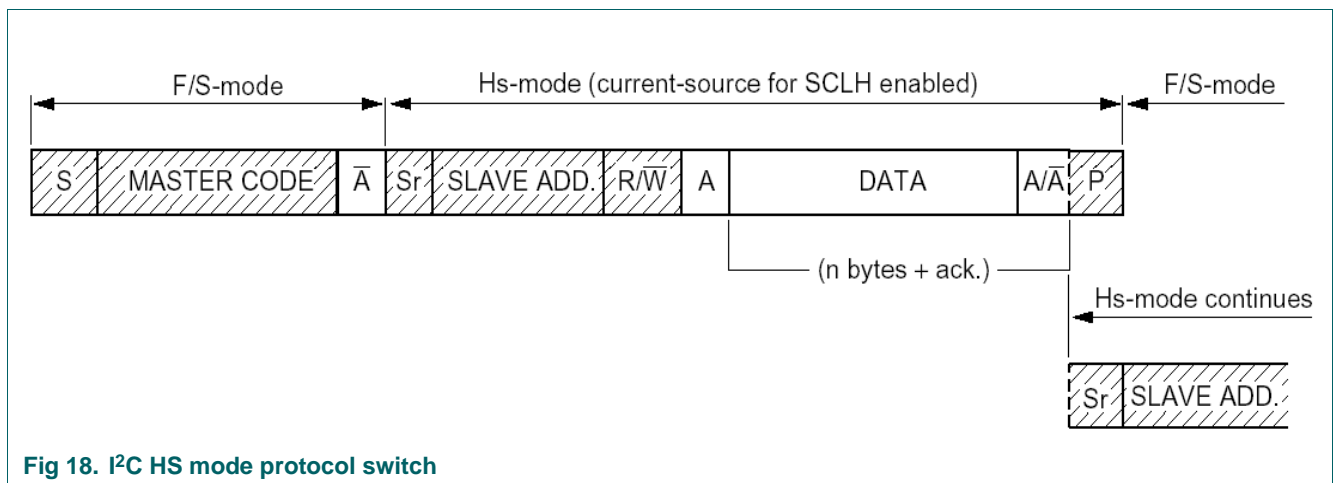 F/S-mode Hs-mode (current-source for SCLH enabled) F/S-mode
S MASTER CODE A̅ Sr SLAVE ADD. R/W̅ A DATA A/A̅ P
(n bytes + ack.)
Hs-mode continues
Sr SLAVE ADD.
Fig 18. I²C HS mode protocol switch